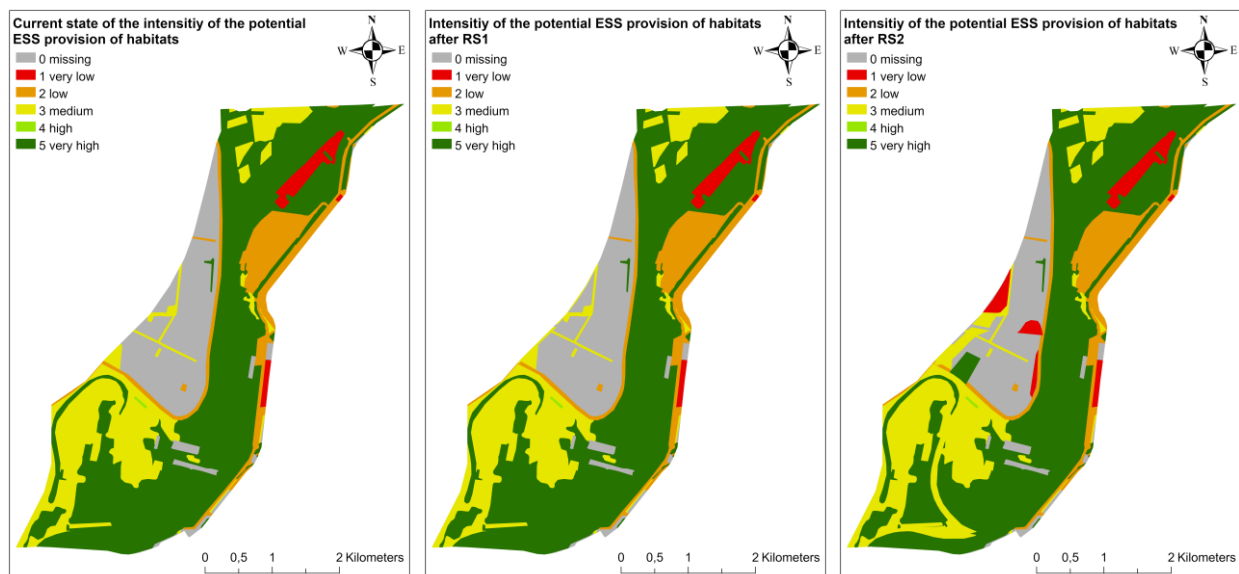 Current state of the intensitiy of the potential
ESS provision of habitats
0 missing
1 very low
2 low
3 medium
4 high
5 very high
N
W
E
S
0
0,5
1
2 Kilometers
Intensitiy of the potential ESS provision of habitats
after RS1
0 missing
1 very low
2 low
3 medium
4 high
5 very high
N
W
E
S
0
0,5
1
2 Kilometers
Intensitiy of the potential ESS provision of habitats
after RS2
0 missing
1 very low
2 low
3 medium
4 high
5 very high
N
W
E
S
0
0,5
1
2 Kilometers